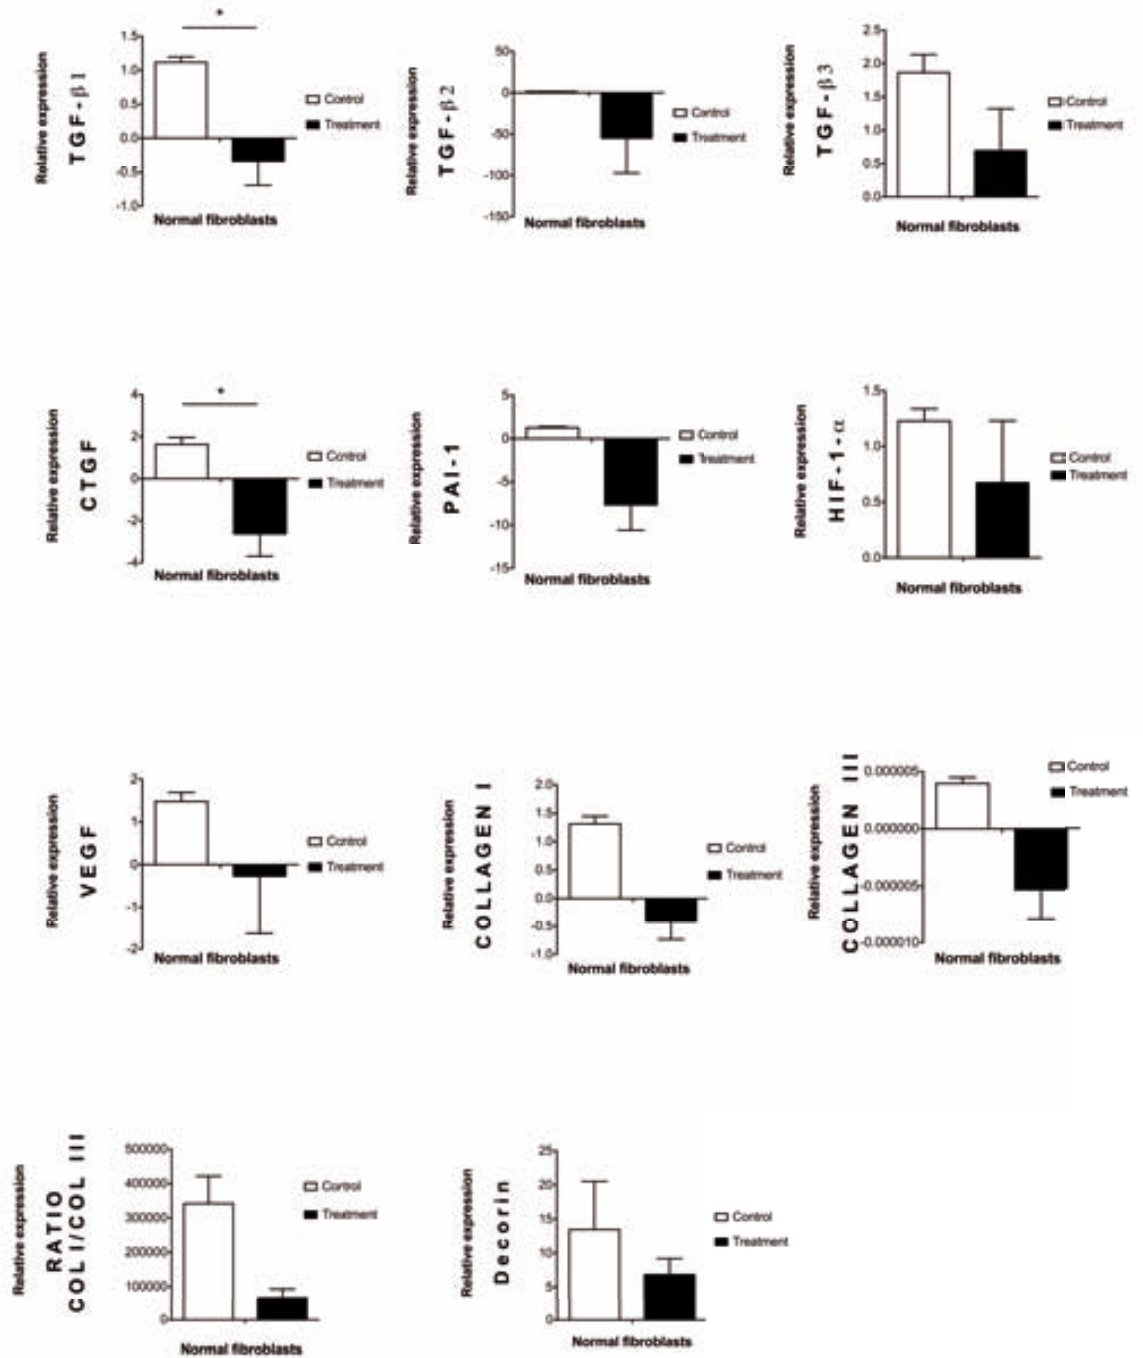 *
Relative expression
TGF-β1
1.5
1.0
0.5
0.0
-0.5
-1.0
Control
Treatment
Normal fibroblasts
Relative expression
TGF-β2
50
0
-50
-100
-150
Control
Treatment
Normal fibroblasts
Relative expression
TGF-β3
2.5
2.0
1.5
1.0
0.5
0.0
Control
Treatment
Normal fibroblasts
*
Relative expression
CTGF
4
2
0
-2
-4
Control
Treatment
Normal fibroblasts
Relative expression
PAI-1
5
0
-5
-10
-15
Control
Treatment
Normal fibroblasts
Relative expression
HIF-1-α
1.5
1.0
0.5
0.0
Control
Treatment
Normal fibroblasts
Relative expression
VEGF
2
1
0
-1
-2
Control
Treatment
Normal fibroblasts
Relative expression
COLLAGEN I
2.0
1.5
1.0
0.5
0.0
-0.5
-1.0
Control
Treatment
Normal fibroblasts
Relative expression
COLLAGEN III
0.000005
0.000000
-0.000005
-0.000010
Control
Treatment
Normal fibroblasts
Relative expression
RATIO
COL I/COL III
500000
400000
300000
200000
100000
0
Control
Treatment
Normal fibroblasts
Relative expression
Decorin
25
20
15
10
5
0
Control
Treatment
Normal fibroblasts